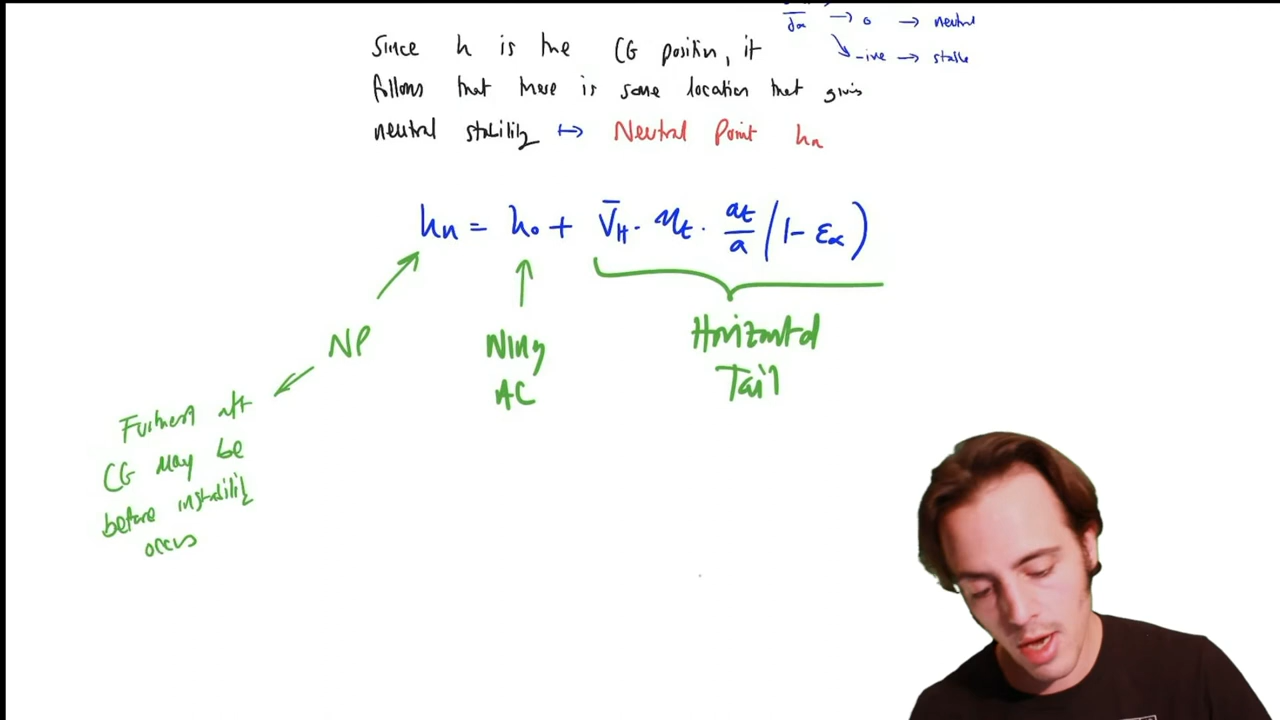 → 0 → neutral
dα
-ive → stable
Since h is the CG position, it
follows that there is some location that gives
neutral stability ↦ Neutral Point hn
hn = h0 + V̄H · ηt · at/a (1 - εα)
NP
Wing
AC
Horizontal
Tail
Furthest aft
CG may be
before instability
occurs